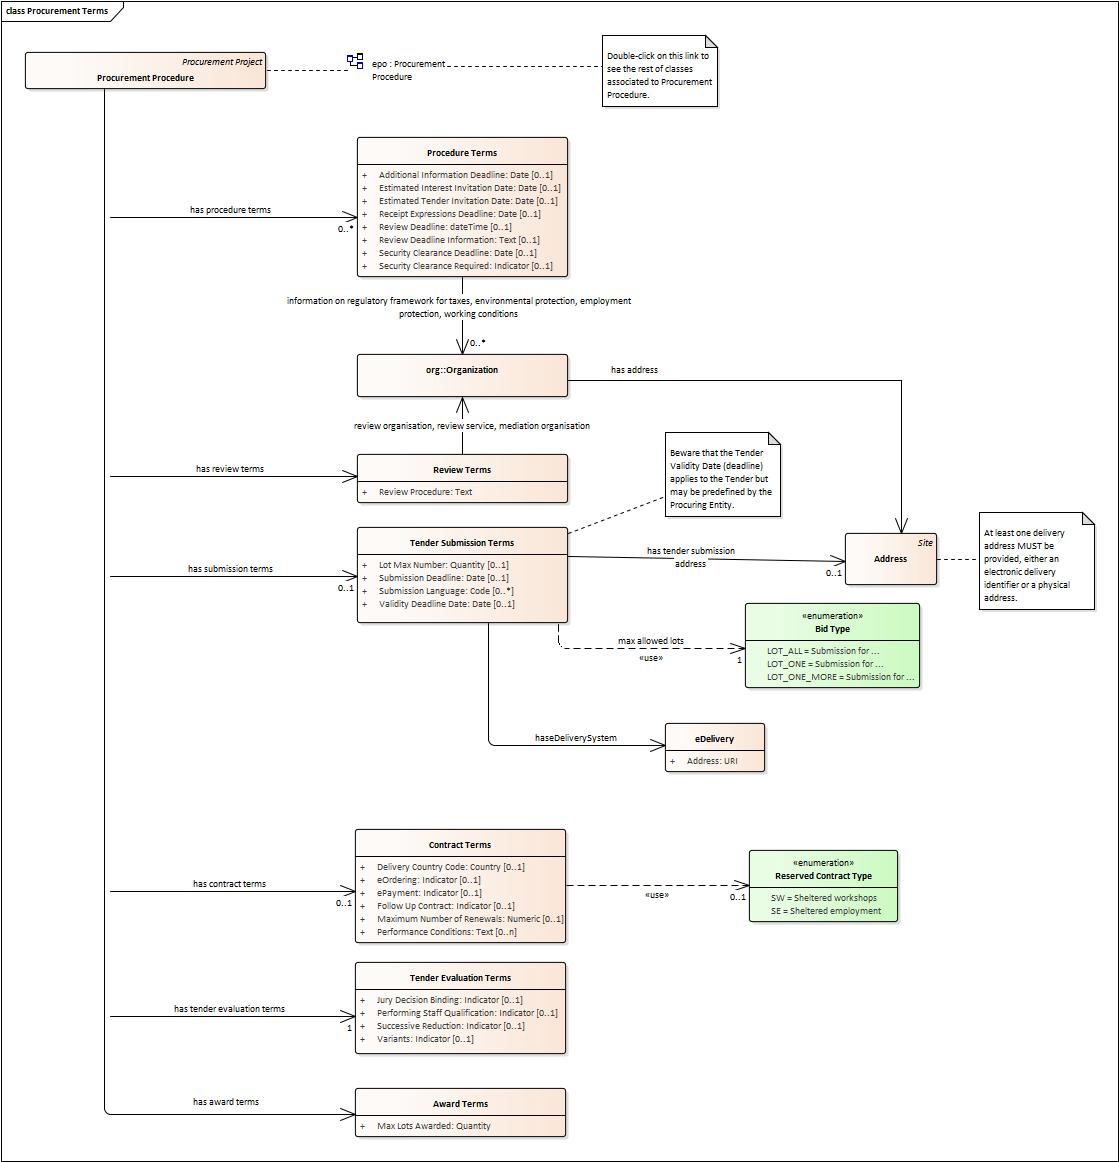 class Procurement Terms
Procurement Project
Procurement Procedure
epo : Procurement
Procedure
Double-click on this link to
see the rest of classes
associated to Procurement
Procedure.
Procedure Terms
+ Additional Information Deadline: Date [0..1]
+ Estimated Interest Invitation Date: Date [0..1]
+ Estimated Tender Invitation Date: Date [0..1]
+ Receipt Expressions Deadline: Date [0..1]
+ Review Deadline: dateTime [0..1]
+ Review Deadline Information: Text [0..1]
+ Security Clearance Deadline: Date [0..1]
+ Security Clearance Required: Indicator [0..1]
has procedure terms
0..*
information on regulatory framework for taxes, environmental protection, employment
protection, working conditions
0..*
org::Organization
has address
review organisation, review service, mediation organisation
has review terms
Review Terms
+ Review Procedure: Text
Beware that the Tender
Validity Date (deadline)
applies to the Tender but
may be predefined by the
Procuring Entity.
Tender Submission Terms
+ Lot Max Number: Quantity [0..1]
+ Submission Deadline: Date [0..1]
+ Submission Language: Code [0..*]
+ Validity Deadline Date: Date [0..1]
has submission terms
0..1
has tender submission
address
0..1
Site
Address
At least one delivery
address MUST be
provided, either an
electronic delivery
identifier or a physical
address.
max allowed lots
«use»
1
«enumeration»
Bid Type
LOT_ALL = Submission for ...
LOT_ONE = Submission for ...
LOT_ONE_MORE = Submission for ...
haseDeliverySystem
eDelivery
+ Address: URI
Contract Terms
+ Delivery Country Code: Country [0..1]
+ eOrdering: Indicator [0..1]
+ ePayment: Indicator [0..1]
+ Follow Up Contract: Indicator [0..1]
+ Maximum Number of Renewals: Numeric [0..1]
+ Performance Conditions: Text [0..n]
has contract terms
0..1
«use»
0..1
«enumeration»
Reserved Contract Type
SW = Sheltered workshops
SE = Sheltered employment
Tender Evaluation Terms
+ Jury Decision Binding: Indicator [0..1]
+ Performing Staff Qualification: Indicator [0..1]
+ Successive Reduction: Indicator [0..1]
+ Variants: Indicator [0..1]
has tender evaluation terms
1
has award terms
Award Terms
+ Max Lots Awarded: Quantity